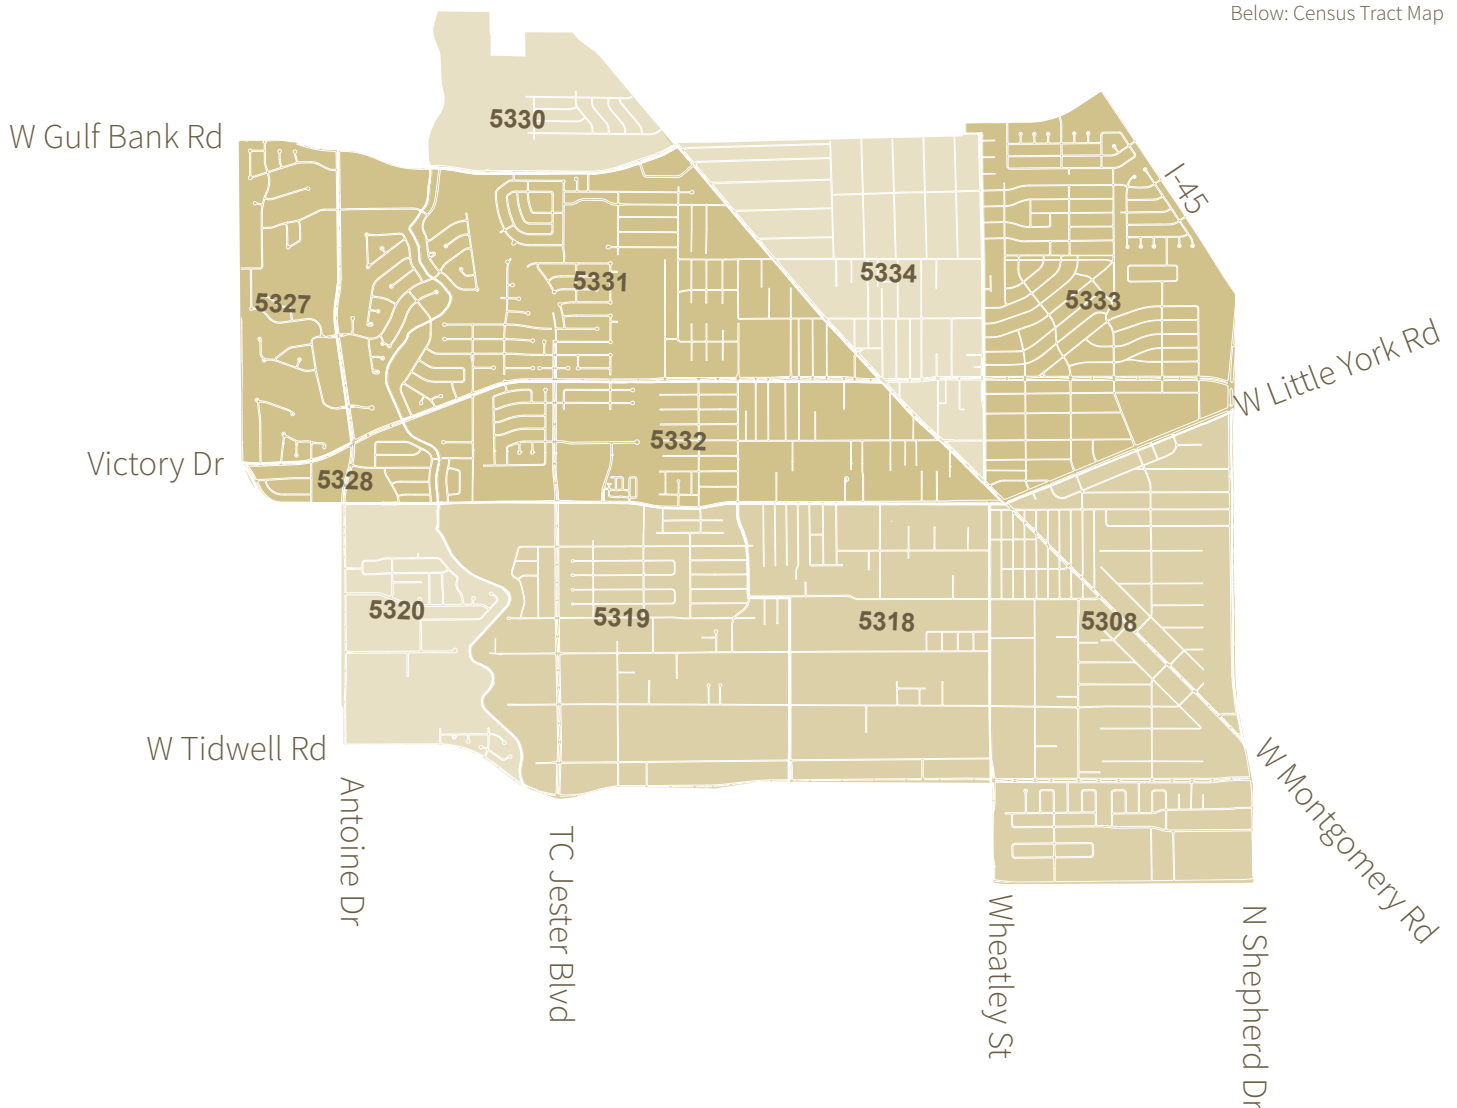 Below: Census Tract Map
5330
W Gulf Bank Rd
I-45
5334
5331
5333
5327
W Little York Rd
5332
Victory Dr
5328
5320
5319
5318
5308
W Tidwell Rd
W Montgomery Rd
Antoine Dr
TC Jester Blvd
Wheatley St
N Shepherd Dr